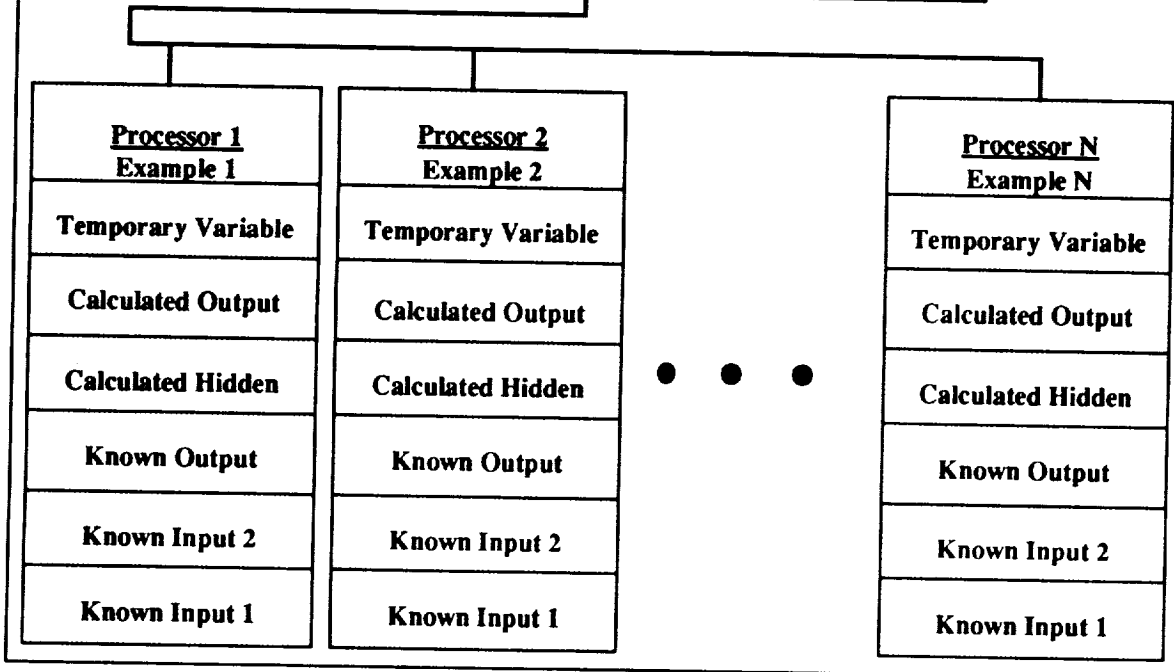 Processor 1
Example 1
Temporary Variable
Calculated Output
Calculated Hidden
Known Output
Known Input 2
Known Input 1
Processor 2
Example 2
Temporary Variable
Calculated Output
Calculated Hidden
Known Output
Known Input 2
Known Input 1
Processor N
Example N
Temporary Variable
Calculated Output
Calculated Hidden
Known Output
Known Input 2
Known Input 1